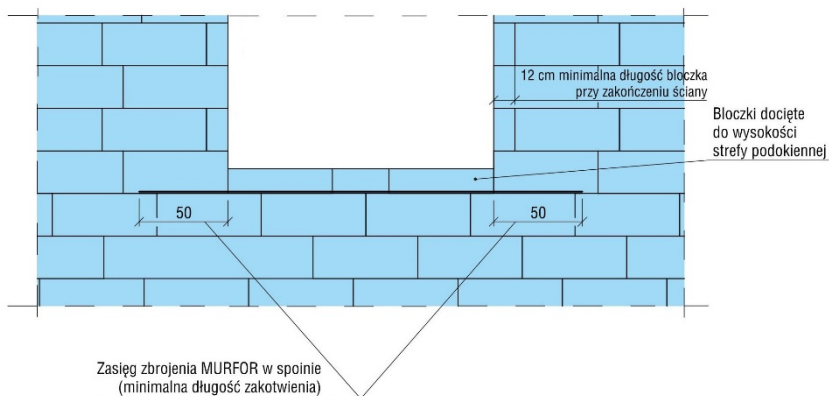 12 cm minimalna długość bloczka
przy zakończeniu ściany
Bloczki docięte
do wysokości
strefy podokiennej
50
50
Zasięg zbrojenia MURFOR w spoinie
(minimalna długość zakotwienia)